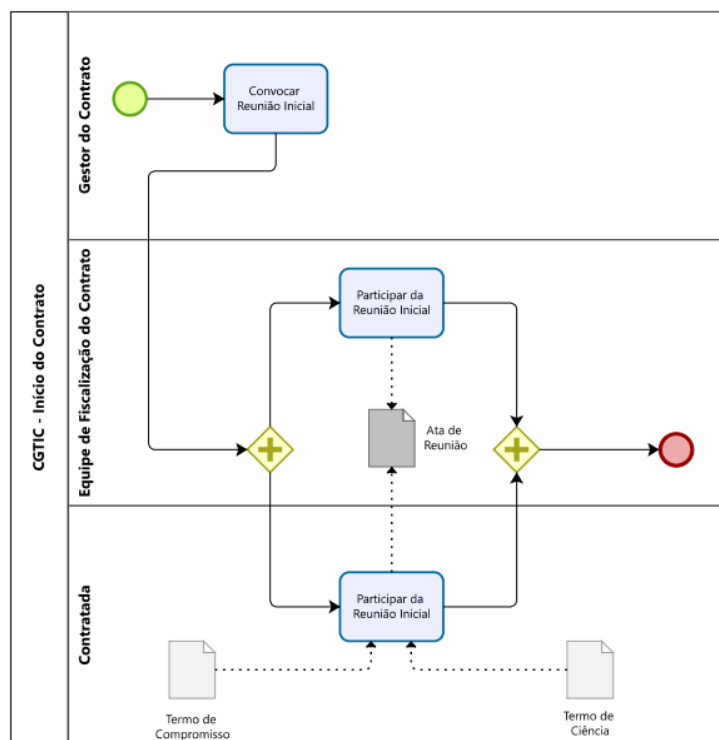 CGTIC - Início do Contrato
Gestor do Contrato
Convocar
Reunião Inicial
Equipe de Fiscalização do Contrato
Participar da
Reunião Inicial
Ata de
Reunião
Contratada
Participar da
Reunião Inicial
Termo de
Compromisso
Termo de
Ciência